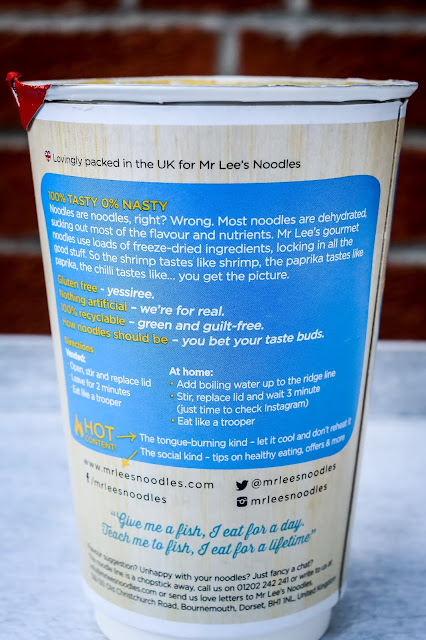 Lovingly packed in the UK for Mr Lee's Noodles
100% TASTY 0% NASTY
Noodles are noodles, right? Wrong. Most noodles are dehydrated,
sucking out most of the flavour and nutrients. Mr Lee's gourmet
noodles use loads of freeze-dried ingredients, locking in all the
good stuff. So the shrimp tastes like shrimp, the paprika tastes like
paprika, the chilli tastes like... you get the picture.
Gluten free - yessiree.
Nothing artificial – we're for real.
100% recyclable – green and guilt-free.
How noodles should be – you bet your taste buds.
Directions
Vended:
· Open, stir and replace lid
· Leave for 2 minutes
Eat like a trooper
At home:
· Add boiling water up to the ridge line
· Stir, replace lid and wait 3 minute
(just time to check Instagram)
· Eat like a trooper
HOT
CONTENT!
The tongue-burning kind – let it cool and don't reheat it
The social kind – tips on healthy eating, offers & more
www.mrleesnoodles.com
@mrleesnoodles
/mrleesnoodles
mrleesnoodles
"Give me a fish, I eat for a day.
Teach me to fish, I eat for a lifetime"
Flavour suggestion? Unhappy with your noodles? Just fancy a chat?
noodle line is a chopstick away, call us on 01202 242 241 or write to us at
or send us love letters to Mr Lee's Noodles,
Old Christchurch Road, Bournemouth, Dorset, BH1 1NL, United Kingdom